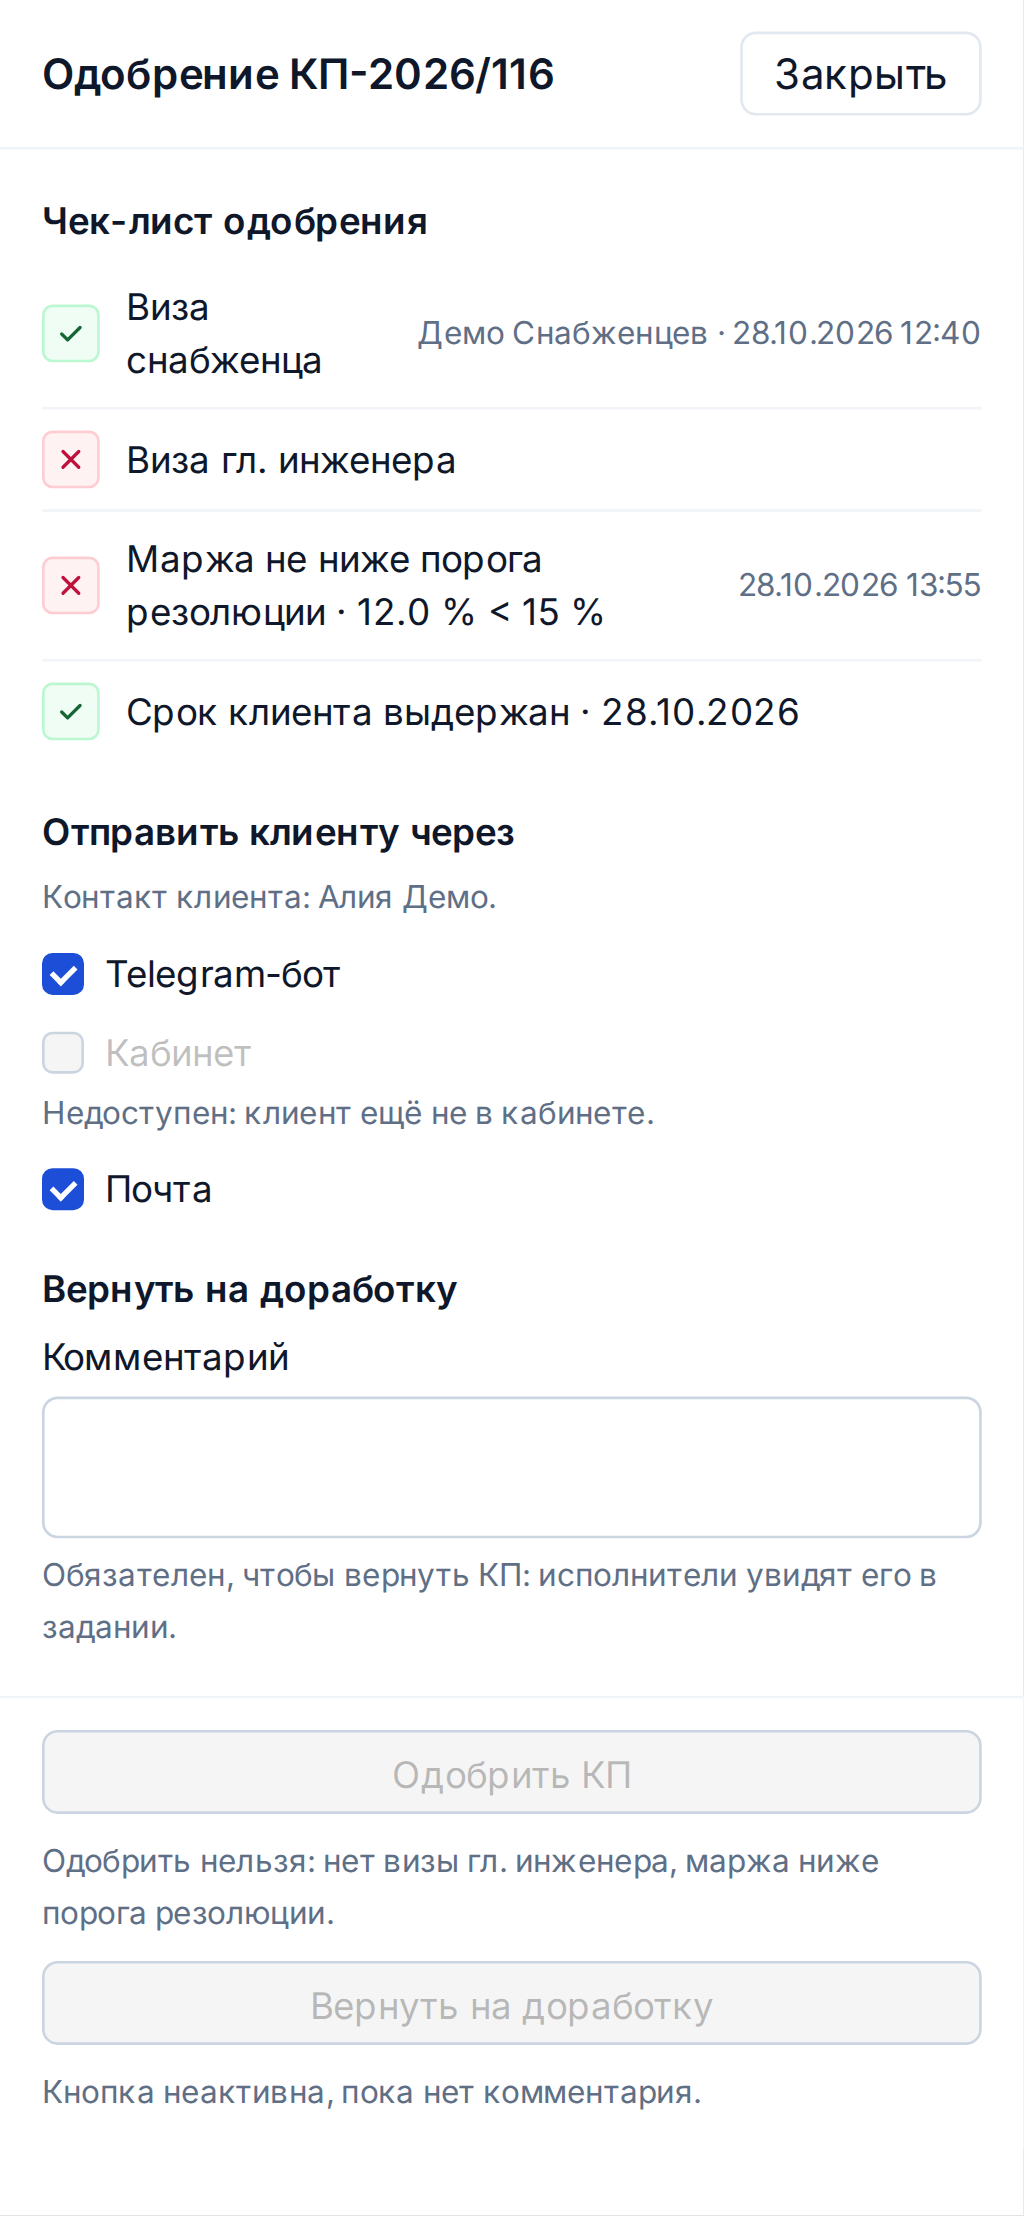 Одобрение КП-2026/116
Закрыть
Чек-лист одобрения
Виза
снабженца
Демо Снабженцев · 28.10.2026 12:40
Виза гл. инженера
Маржа не ниже порога
резолюции · 12.0 % < 15 %
28.10.2026 13:55
Срок клиента выдержан · 28.10.2026
Отправить клиенту через
Контакт клиента: Алия Демо.
Telegram-бот
Кабинет
Недоступен: клиент ещё не в кабинете.
Почта
Вернуть на доработку
Комментарий
Обязателен, чтобы вернуть КП: исполнители увидят его в
задании.
Одобрить КП
Одобрить нельзя: нет визы гл. инженера, маржа ниже
порога резолюции.
Вернуть на доработку
Кнопка неактивна, пока нет комментария.